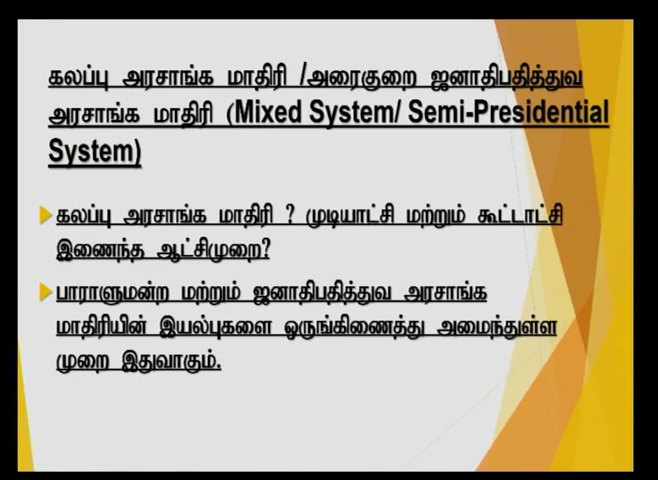 கலப்பு அரசாங்க மாதிரி /அரைகுறை ஜனாதிபதித்துவ
அரசாங்க மாதிரி (Mixed System/ Semi-Presidential
System)
கலப்பு அரசாங்க மாதிரி ? முடியாட்சி மற்றும் கூட்டாட்சி
இணைந்த ஆட்சிமுறை?
பாராளுமன்ற மற்றும் ஜனாதிபதித்துவ அரசாங்க
மாதிரியின் இயல்புகளை ஒருங்கிணைத்து அமைந்துள்ள
முறை இதுவாகும்.